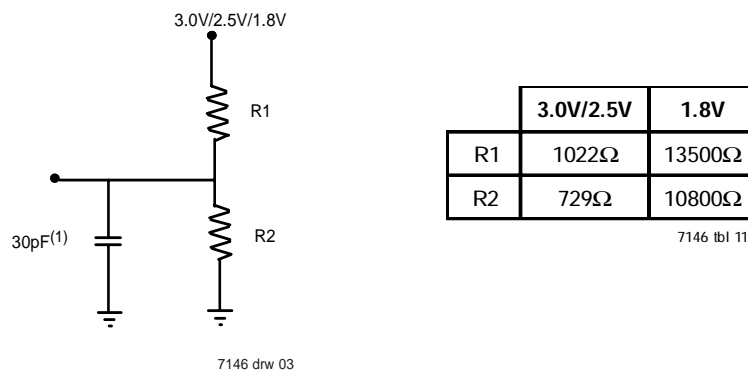 3.0V/2.5V/1.8V
R1
R2
30pF(1)
7146 drw 03
3.0V/2.5V 1.8V
R1 1022Ω 13500Ω
R2 729Ω 10800Ω
7146 tbl 11